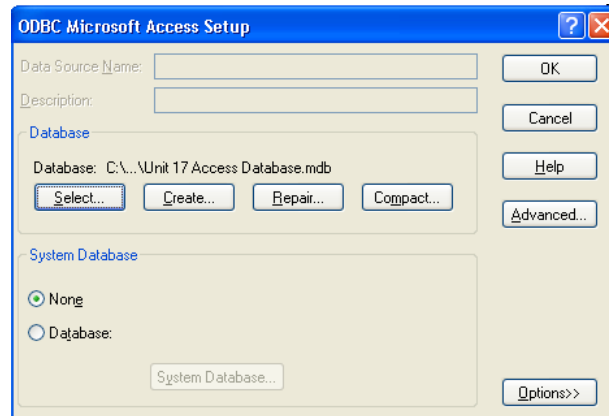 ODBC Microsoft Access Setup
Data Source Name:
OK
Description:
Cancel
Database
Database: C:\...\Unit 17 Access Database.mdb
Help
Select...
Create...
Repair...
Compact...
Advanced...
System Database
None
Database:
System Database...
Options>>